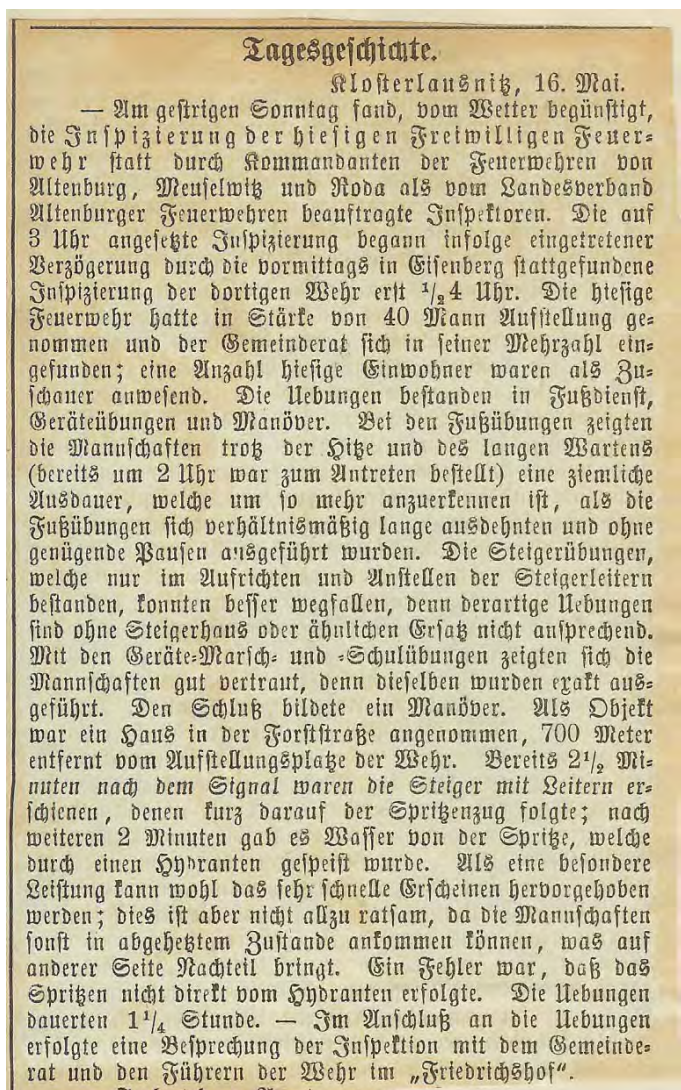 Tagesgeschichte.
Klosterlausnitz, 16. Mai.
— Am gestrigen Sonntag fand, vom Wetter begünstigt,
die Inspizierung der hiesigen Freiwilligen Feuer-
wehr statt durch Kommandanten der Feuerwehren von
Altenburg, Meuselwitz und Roda als vom Landesverband
Altenburger Feuerwehren beauftragte Inspektoren. Die auf
3 Uhr angesetzte Inspizierung begann infolge eingetretener
Verzögerung durch die vormittags in Eisenberg stattgefundene
Inspizierung der dortigen Wehr erst ½4 Uhr. Die hiesige
Feuerwehr hatte in Stärke von 40 Mann Aufstellung ge-
nommen und der Gemeinderat sich in seiner Mehrzahl ein-
gefunden; eine Anzahl hiesige Einwohner waren als Zu-
schauer anwesend. Die Uebungen bestanden in Fußdienst,
Geräteübungen und Manöver. Bei den Fußübungen zeigten
die Mannschaften trotz der Hitze und des langen Wartens
(bereits um 2 Uhr war zum Antreten bestellt) eine ziemliche
Ausdauer, welche um so mehr anzuerkennen ist, als die
Fußübungen sich verhältnismäßig lange ausdehnten und ohne
genügende Pausen ausgeführt wurden. Die Steigerübungen,
welche nur im Aufrichten und Anstellen der Steigerleitern
bestanden, konnten besser wegfallen, denn derartige Uebungen
sind ohne Steigerhaus oder ähnlichen Ersatz nicht ansprechend.
Mit den Geräte-Marsch- und -Schulübungen zeigten sich die
Mannschaften gut vertraut, denn dieselben wurden exakt aus-
geführt. Den Schluß bildete ein Manöver. Als Objekt
war ein Haus in der Forststraße angenommen, 700 Meter
entfernt vom Aufstellungsplatze der Wehr. Bereits 2½ Mi-
nuten nach dem Signal waren die Steiger mit Leitern er-
schienen, denen kurz darauf der Spritzenzug folgte; nach
weiteren 2 Minuten gab es Wasser von der Spritze, welche
durch einen Hydranten gespeist wurde. Als eine besondere
Leistung kann wohl das sehr schnelle Erscheinen hervorgehoben
werden; dies ist aber nicht allzu ratsam, da die Mannschaften
sonst in abgehetztem Zustande ankommen können, was auf
anderer Seite Nachteil bringt. Ein Fehler war, daß das
Spritzen nicht direkt vom Hydranten erfolgte. Die Uebungen
dauerten 1¼ Stunde. — Im Anschluß an die Uebungen
erfolgte eine Besprechung der Inspektion mit dem Gemeinde-
rat und den Führern der Wehr im „Friedrichshof“.